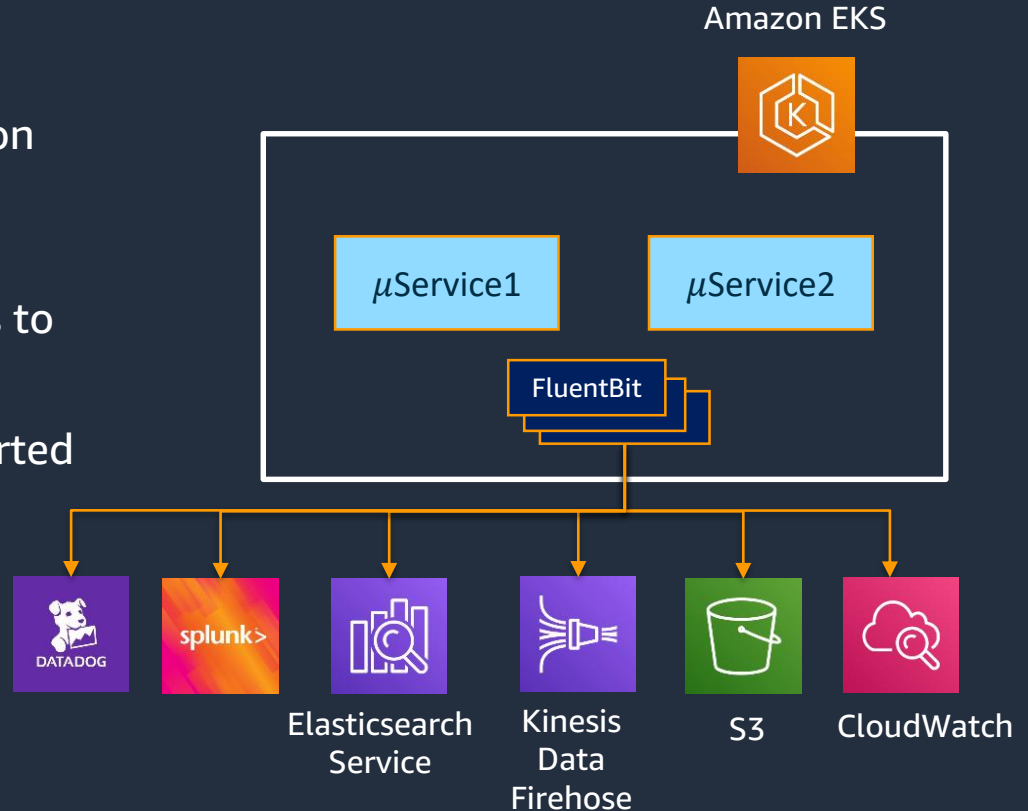 Amazon EKS
on
K
µService1
µService2
to
FluentBit
rted
DATADOG
splunk>
Elasticsearch
Service
Kinesis
Data
Firehose
S3
CloudWatch